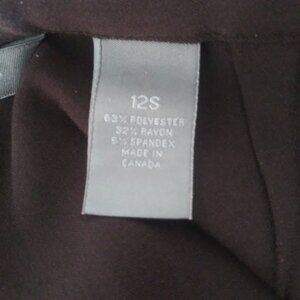 12S
63% POLYESTER
32% RAYON
5% SPANDEX
MADE IN
CANADA